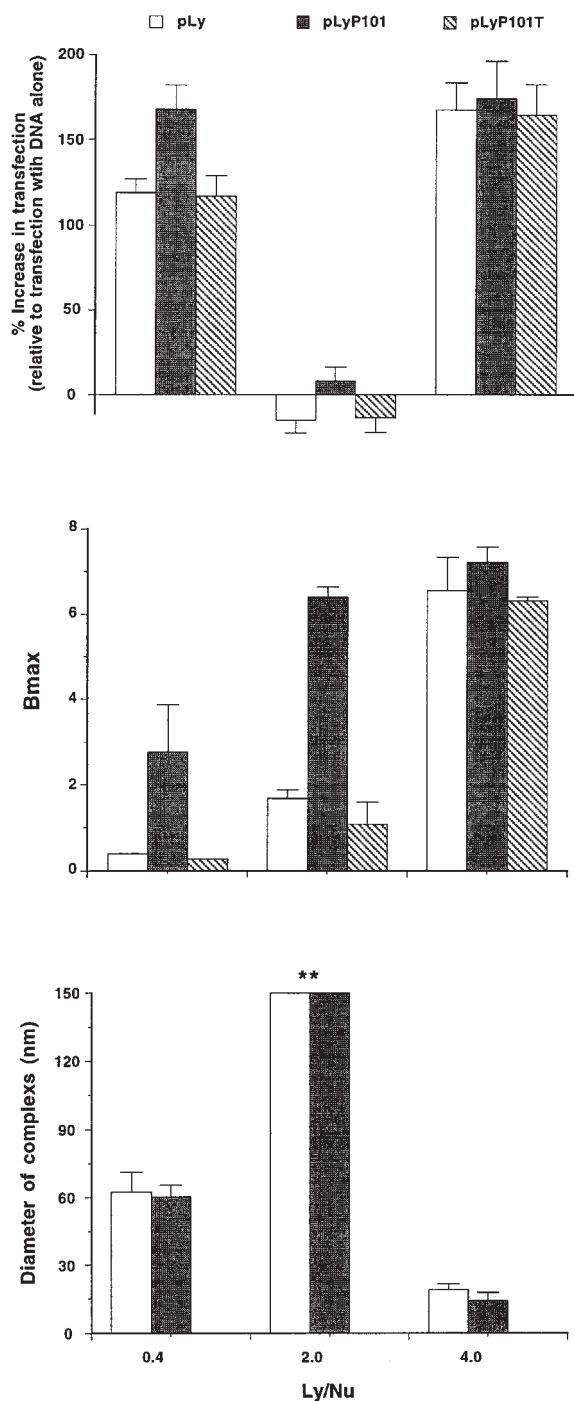 pLy pLyP101 pLyP101T
% Increase in transfection
(relative to transfection wtih DNA alone)
200
150
100
50
0
Bmax
8
6
4
2
0
Diameter of complexs (nm)
**
150
120
90
60
30
0
0.4 2.0 4.0
Ly/Nu